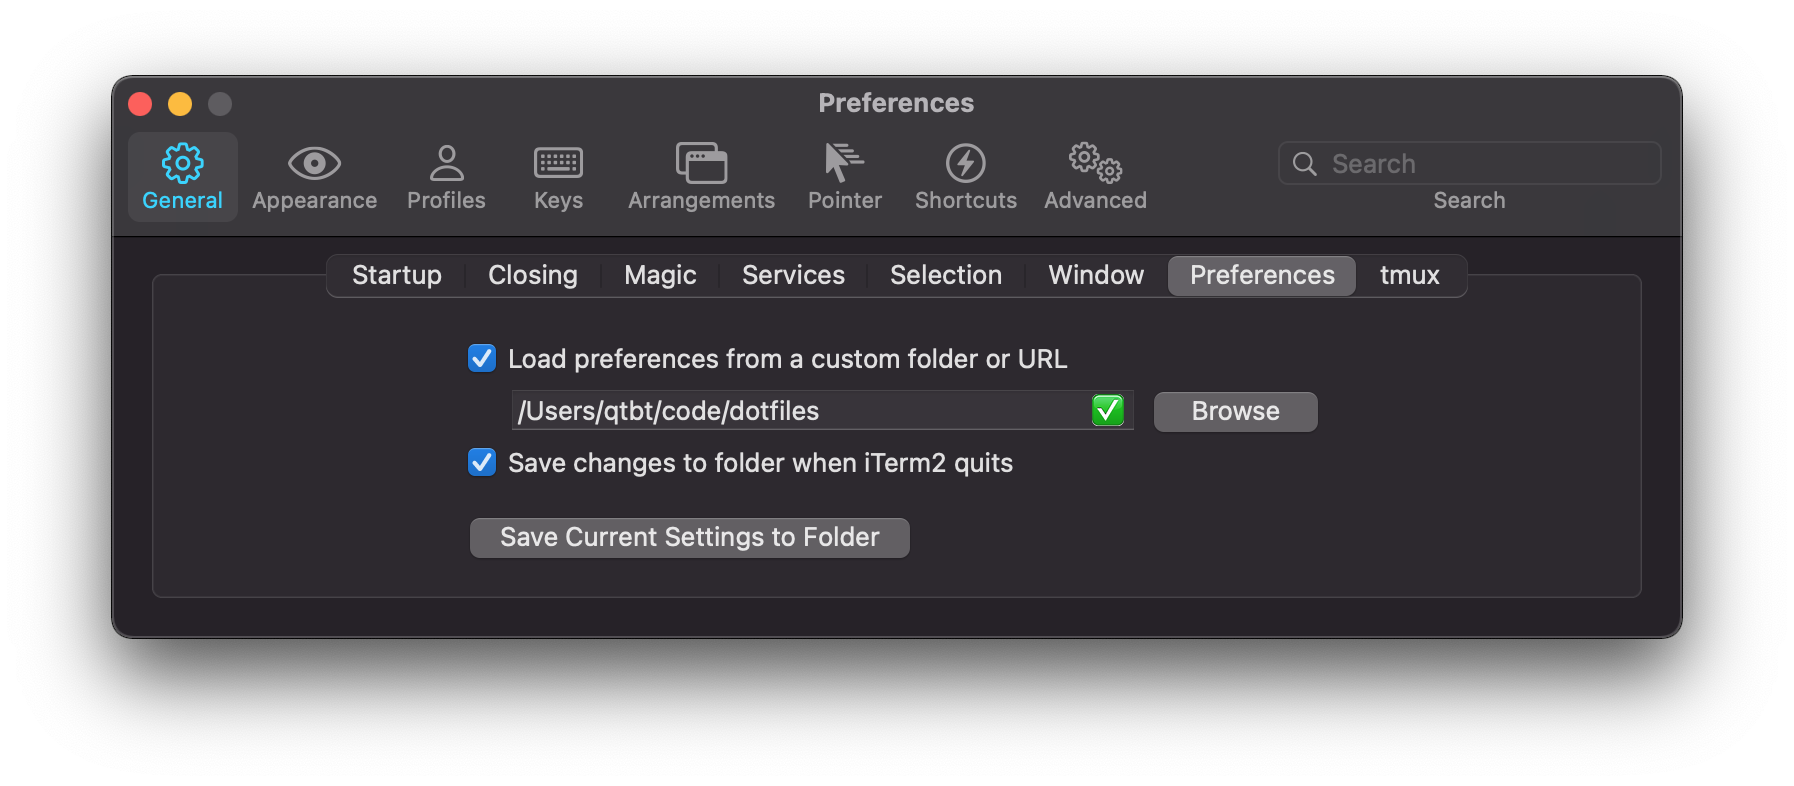 Preferences
General Appearance Profiles Keys Arrangements Pointer Shortcuts Advanced
Search
Search
Startup Closing Magic Services Selection Window Preferences tmux
Load preferences from a custom folder or URL
/Users/qtbt/code/dotfiles
Browse
Save changes to folder when iTerm2 quits
Save Current Settings to Folder